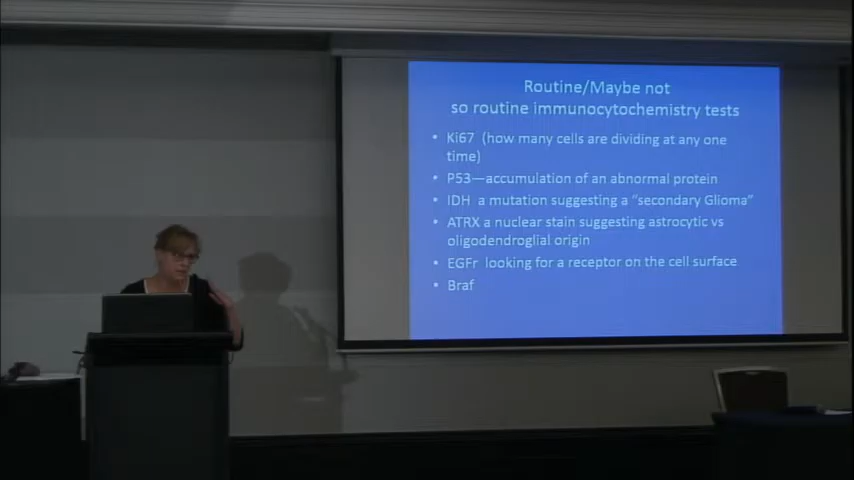 Routine/Maybe not
so routine immunocytochemistry tests
• Ki67 (how many cells are dividing at any one
time)
• P53—accumulation of an abnormal protein
• IDH a mutation suggesting a “secondary Glioma”
• ATRX a nuclear stain suggesting astrocytic vs
oligodendroglial origin
• EGFr looking for a receptor on the cell surface
• Braf